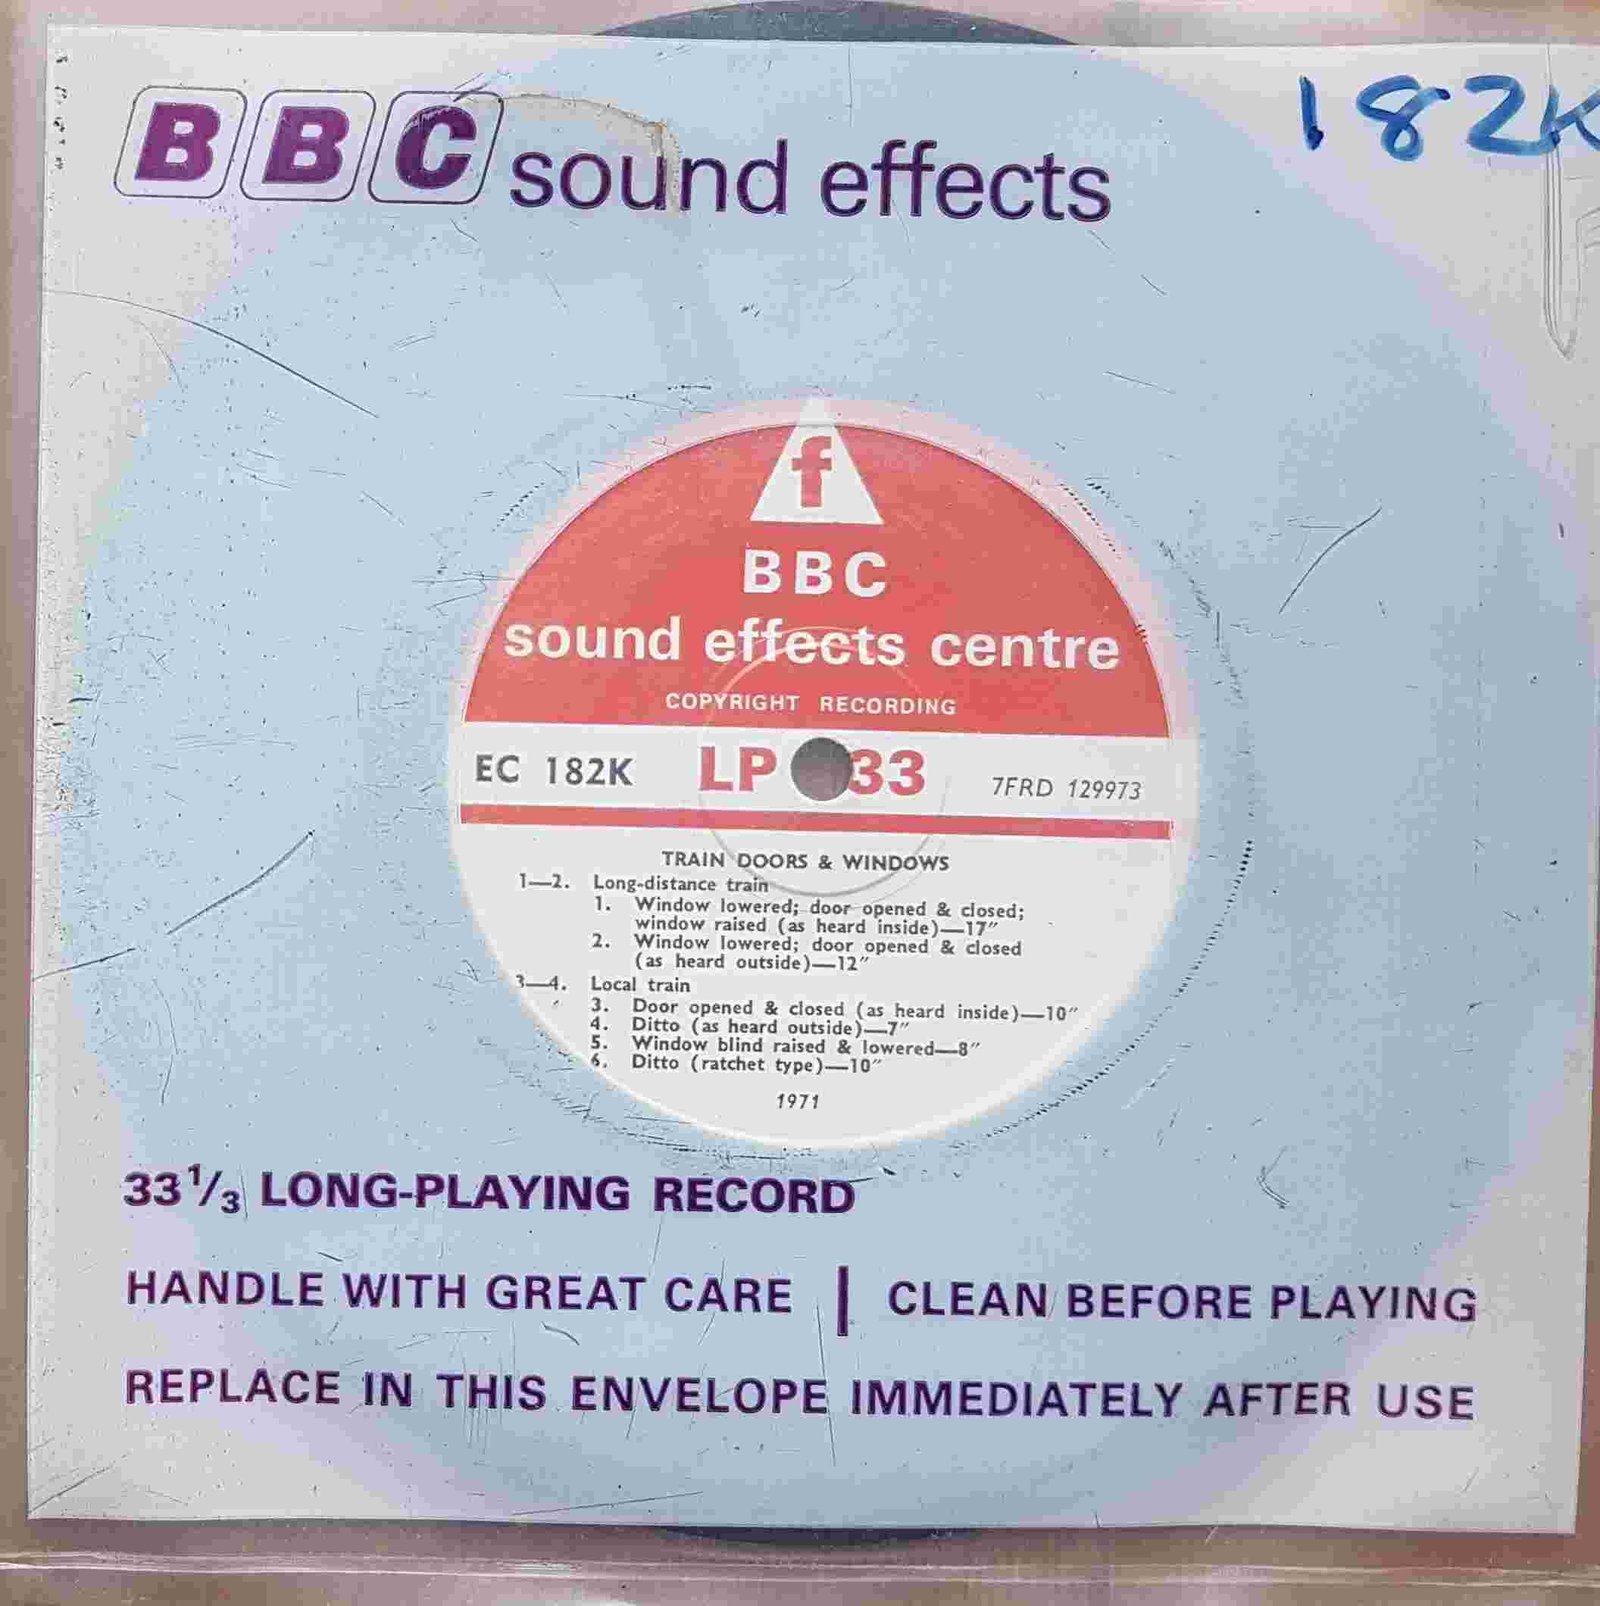 BBC sound effects
182K
f
BBC
sound effects centre
COPYRIGHT RECORDING
EC 182K LP 33 7FRD 129973
TRAIN DOORS & WINDOWS
1—2. Long-distance train
1. Window lowered; door opened & closed;
window raised (as heard inside)—17"
2. Window lowered; door opened & closed
(as heard outside)—12"
3—4. Local train
3. Door opened & closed (as heard inside)—10"
4. Ditto (as heard outside)—7"
5. Window blind raised & lowered—8"
6. Ditto (ratchet type)—10"
1971
33 1/3 LONG-PLAYING RECORD
HANDLE WITH GREAT CARE | CLEAN BEFORE PLAYING
REPLACE IN THIS ENVELOPE IMMEDIATELY AFTER USE